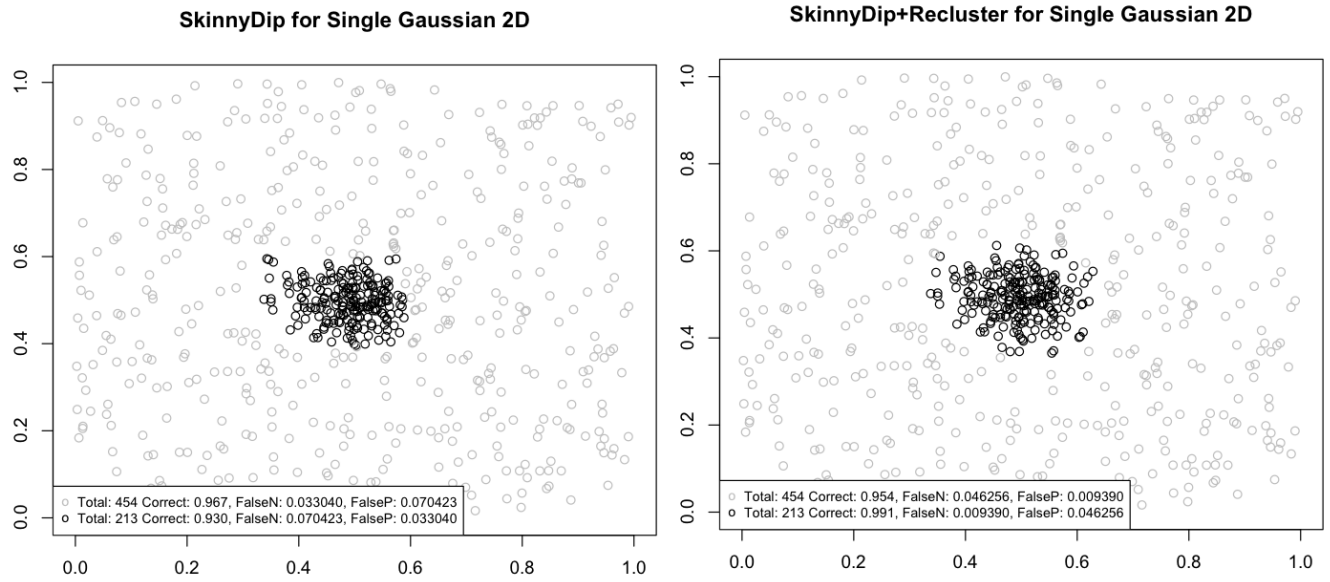 SkinnyDip for Single Gaussian 2D
1.0
0.8
0.6
0.4
0.2
0.0
Total: 454 Correct: 0.967, FalseN: 0.033040, FalseP: 0.070423
Total: 213 Correct: 0.930, FalseN: 0.070423, FalseP: 0.033040
0.0 0.2 0.4 0.6 0.8 1.0
SkinnyDip+Recluster for Single Gaussian 2D
1.0
0.8
0.6
0.4
0.2
0.0
Total: 454 Correct: 0.954, FalseN: 0.046256, FalseP: 0.009390
Total: 213 Correct: 0.991, FalseN: 0.009390, FalseP: 0.046256
0.0 0.2 0.4 0.6 0.8 1.0